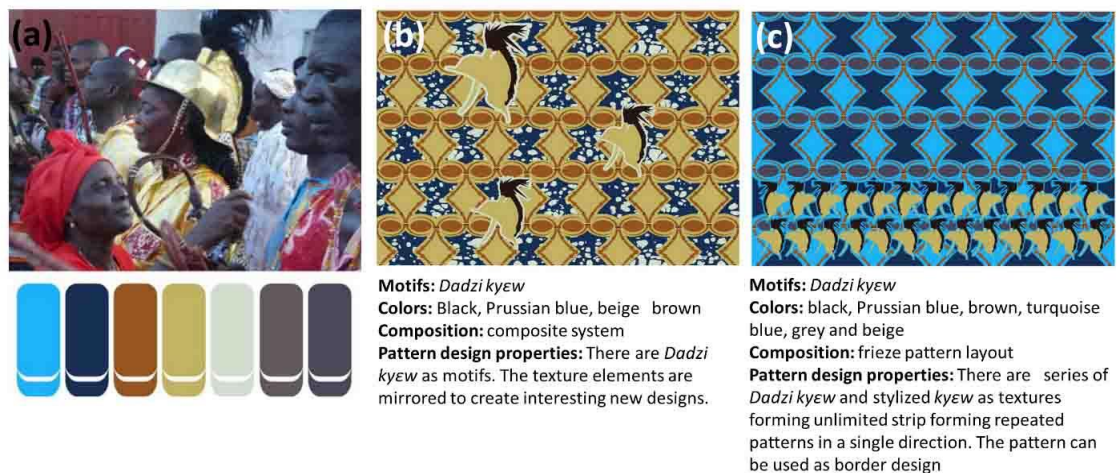 (a)
(b)
(c)
Motifs: Dadzi kyɛw
Colors: Black, Prussian blue, beige brown
Composition: composite system
Pattern design properties: There are Dadzi
kyɛw as motifs. The texture elements are
mirrored to create interesting new designs.
Motifs: Dadzi kyɛw
Colors: black, Prussian blue, brown, turquoise
blue, grey and beige
Composition: frieze pattern layout
Pattern design properties: There are series of
Dadzi kyɛw and stylized kyɛw as textures
forming unlimited strip forming repeated
patterns in a single direction. The pattern can
be used as border design